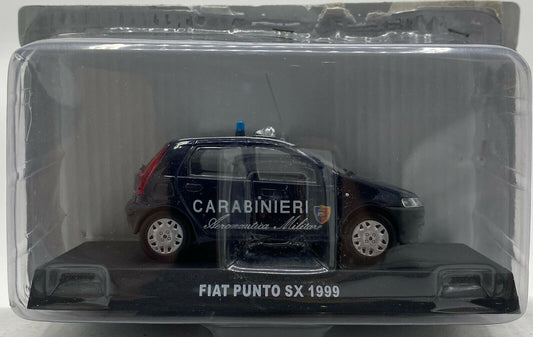 CARABINIERI
Aeronautica Militare
FIAT PUNTO SX 1999